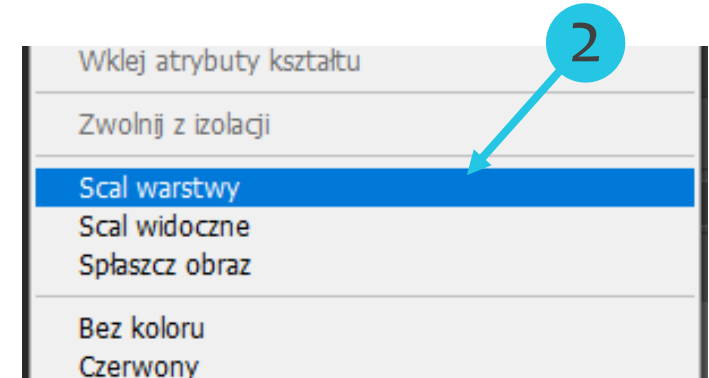 2
Wklej atrybuty kształtu
Zwolnij z izolacji
Scal warstwy
Scal widoczne
Spłaszcz obraz
Bez koloru
Czerwony